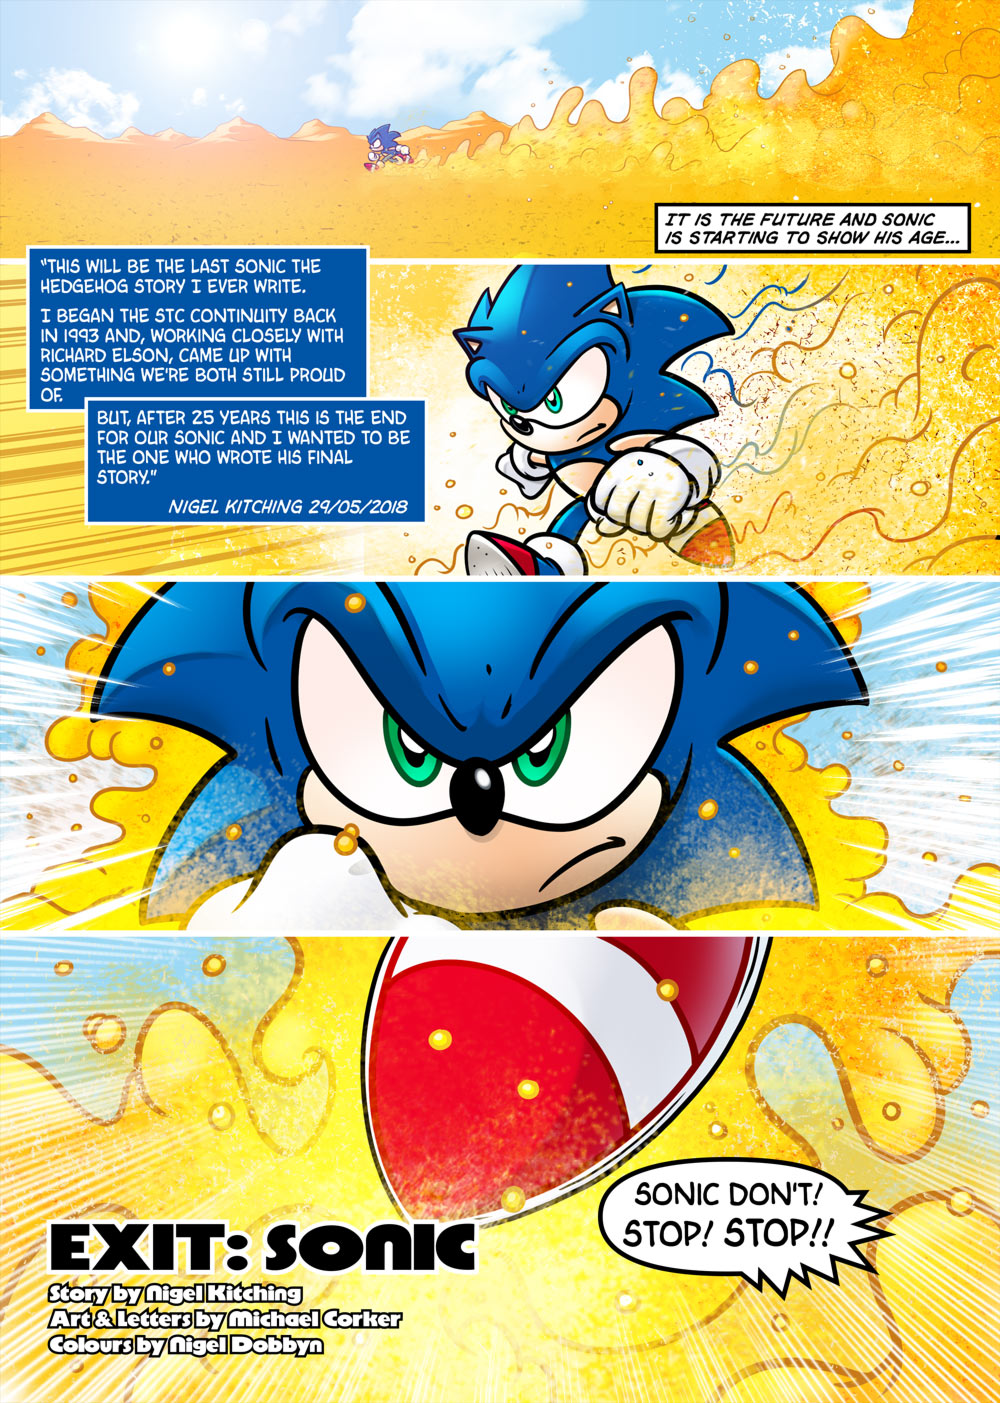 IT IS THE FUTURE AND SONIC
IS STARTING TO SHOW HIS AGE...
"THIS WILL BE THE LAST SONIC THE
HEDGEHOG STORY I EVER WRITE.
I BEGAN THE STC CONTINUITY BACK
IN 1993 AND, WORKING CLOSELY WITH
RICHARD ELSON, CAME UP WITH
SOMETHING WE'RE BOTH STILL PROUD
OF.
BUT, AFTER 25 YEARS THIS IS THE END
FOR OUR SONIC AND I WANTED TO BE
THE ONE WHO WROTE HIS FINAL
STORY."
NIGEL KITCHING 29/05/2018
SONIC DON'T!
STOP! STOP!!
EXIT: SONIC
Story by Nigel Kitching
Art & Letters by Michael Corker
Colours by Nigel Dobbyn